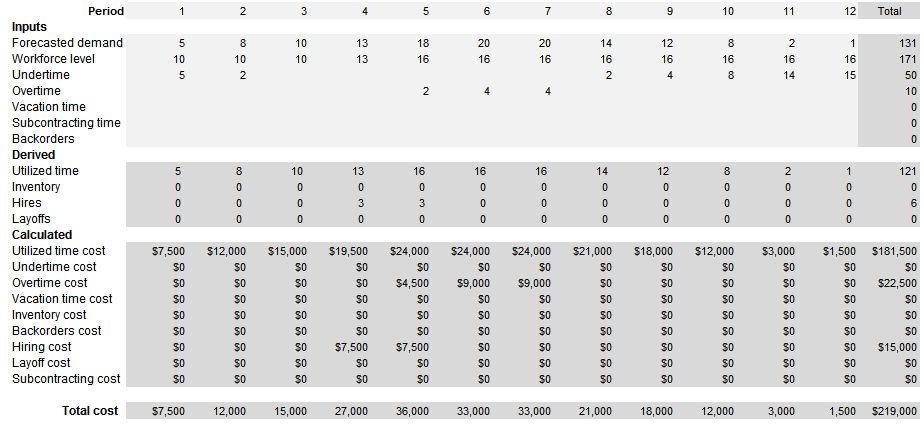 Period 1 2 3 4 5 6 7 8 9 10 11 12 Total
Inputs
Forecasted demand 5 8 10 13 18 20 20 14 12 8 2 1 131
Workforce level 10 10 10 13 16 16 16 16 16 16 16 16 171
Undertime 5 2 2 4 8 14 15 50
Overtime 2 4 4 10
Vacation time 0
Subcontracting time 0
Backorders 0
Derived
Utilized time 5 8 10 13 16 16 16 14 12 8 2 1 121
Inventory 0 0 0 0 0 0 0 0 0 0 0 0 0
Hires 0 0 0 3 3 0 0 0 0 0 0 0 6
Layoffs 0 0 0 0 0 0 0 0 0 0 0 0 0
Calculated
Utilized time cost $7,500 $12,000 $15,000 $19,500 $24,000 $24,000 $24,000 $21,000 $18,000 $12,000 $3,000 $1,500 $181,500
Undertime cost $0 $0 $0 $0 $0 $0 $0 $0 $0 $0 $0 $0 $0
Overtime cost $0 $0 $0 $0 $4,500 $9,000 $9,000 $0 $0 $0 $0 $0 $22,500
Vacation time cost $0 $0 $0 $0 $0 $0 $0 $0 $0 $0 $0 $0 $0
Inventory cost $0 $0 $0 $0 $0 $0 $0 $0 $0 $0 $0 $0 $0
Backorders cost $0 $0 $0 $0 $0 $0 $0 $0 $0 $0 $0 $0 $0
Hiring cost $0 $0 $0 $7,500 $7,500 $0 $0 $0 $0 $0 $0 $0 $15,000
Layoff cost $0 $0 $0 $0 $0 $0 $0 $0 $0 $0 $0 $0 $0
Subcontracting cost $0 $0 $0 $0 $0 $0 $0 $0 $0 $0 $0 $0 $0
Total cost $7,500 12,000 15,000 27,000 36,000 33,000 33,000 21,000 18,000 12,000 3,000 1,500 $219,000